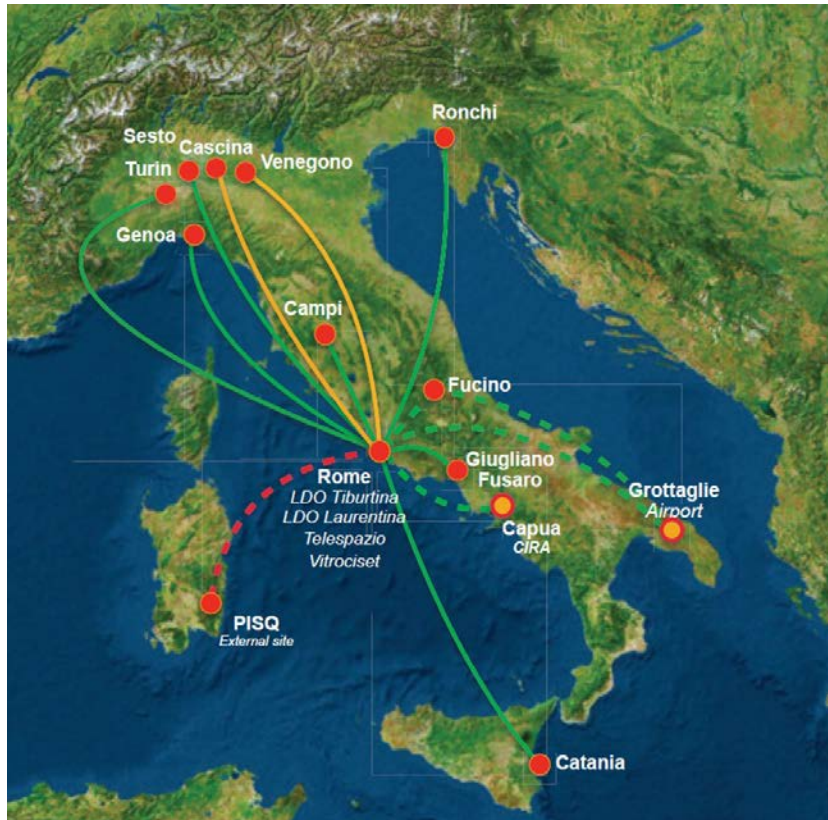 Ronchi
Sesto
Cascina
Turin
Venegono
Genoa
Campi
Fucino
Giugliano
Fusaro
Rome
LDO Tiburtina
LDO Laurentina
Telespazio
Vitrociset
Grottaglie
Airport
Capua
CIRA
PISQ
External site
Catania